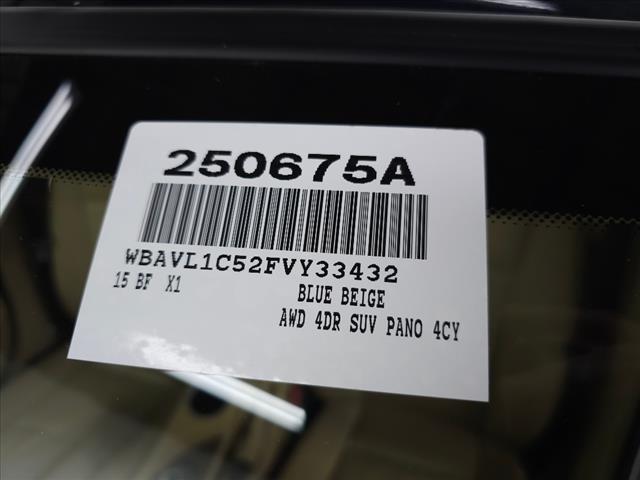 250675A
WBAVL1C52FVY33432
15 BF X1 BLUE BEIGE
AWD 4DR SUV PANO 4CY